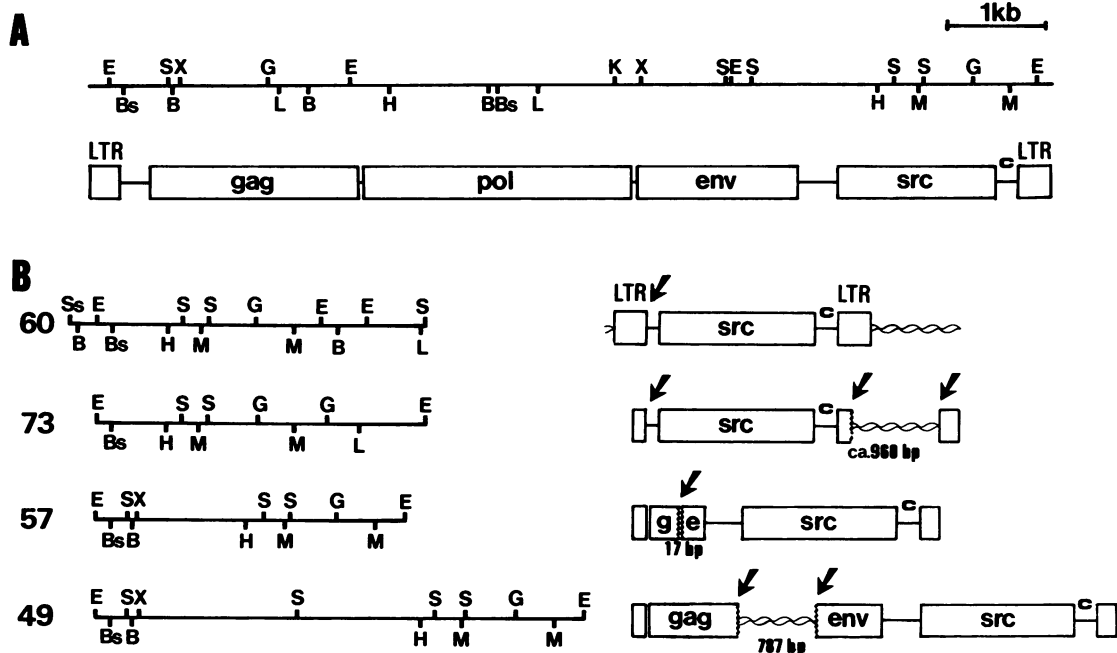 A
1kb
E S X G E K X S E S S S G E
Bs B L B H B Bs L H M M
LTR gag pol env src c LTR
B
60
Ss E S S G E E S
B Bs H M M B L
LTR src c LTR
73
E S S G G E
Bs H M M L
src c
ca.960 bp
57
E S X S S G E
Bs B H M M
g e src c
17 bp
49
E S X S S S G E
Bs B H M M
gag env src c
787 bp